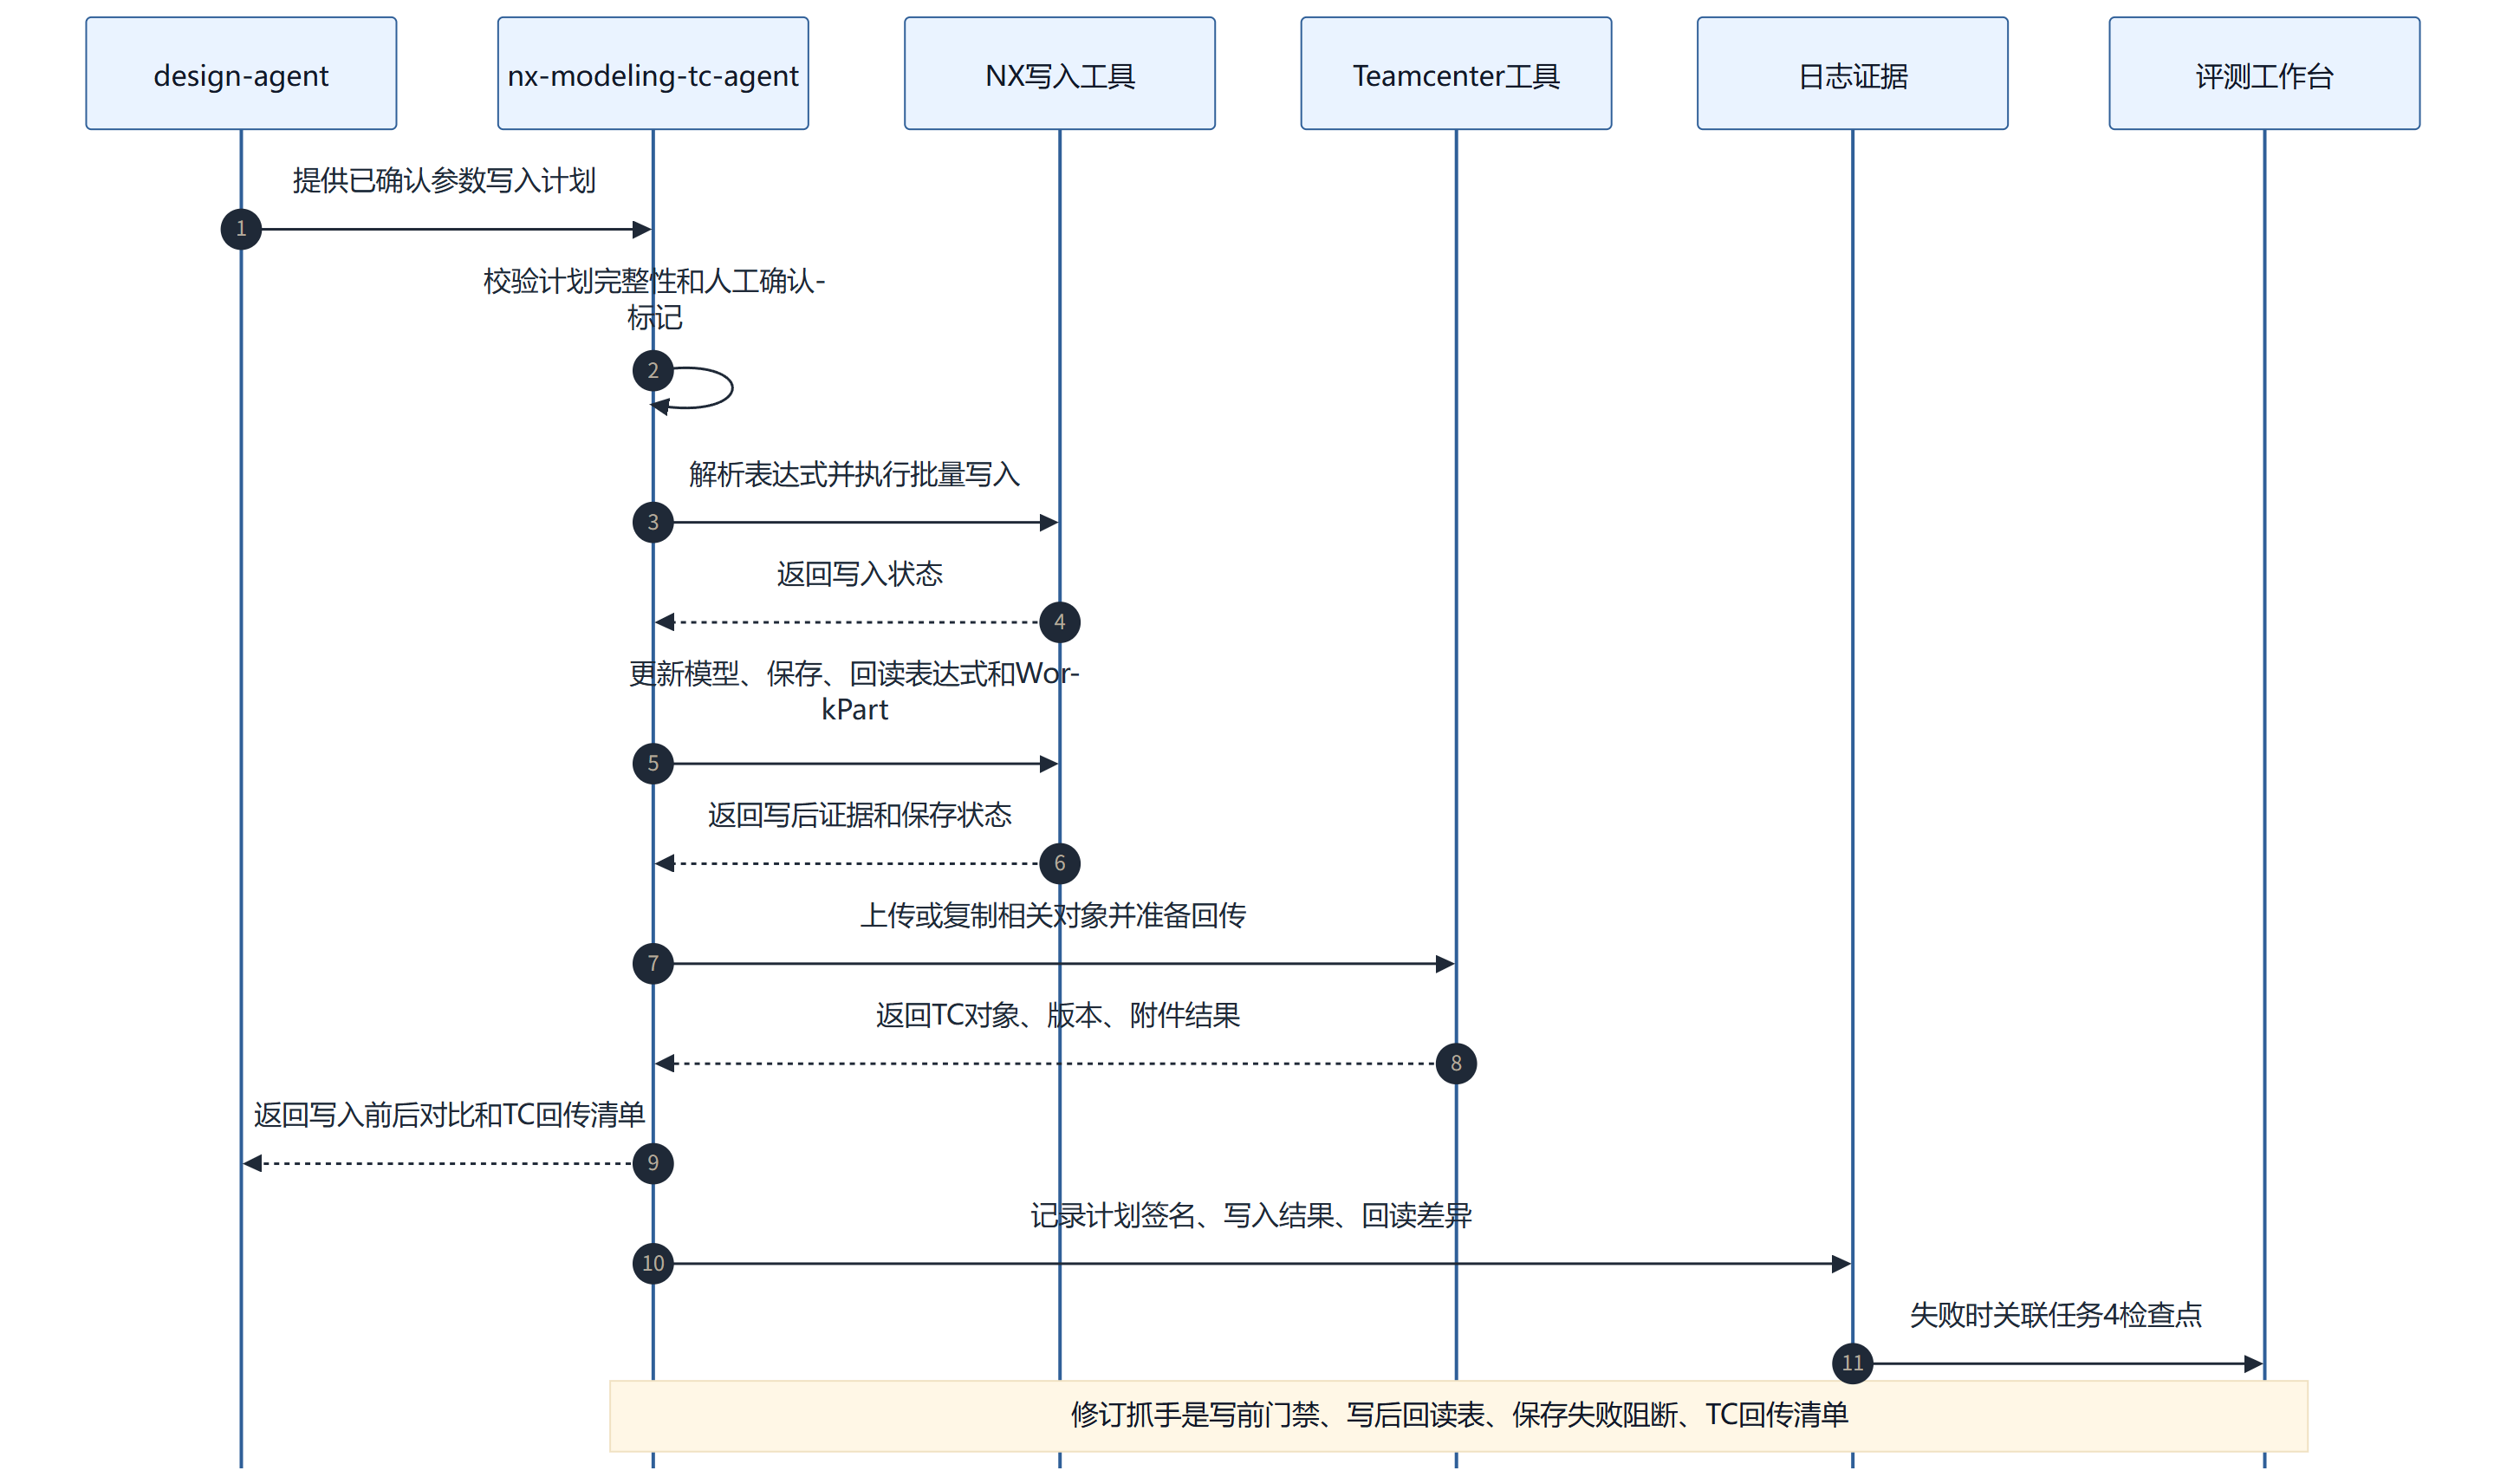 design-agent
nx-modeling-tc-agent
NX写入工具
Teamcenter工具
日志证据
评测工作台
提供已确认参数写入计划
1
校验计划完整性和人工确认-
标记
2
解析表达式并执行批量写入
3
返回写入状态
4
更新模型、保存、回读表达式和Wor-
kPart
5
返回写后证据和保存状态
6
上传或复制相关对象并准备回传
7
返回TC对象、版本、附件结果
8
返回写入前后对比和TC回传清单
9
记录计划签名、写入结果、回读差异
10
失败时关联任务4检查点
11
修订抓手是写前门禁、写后回读表、保存失败阻断、TC回传清单